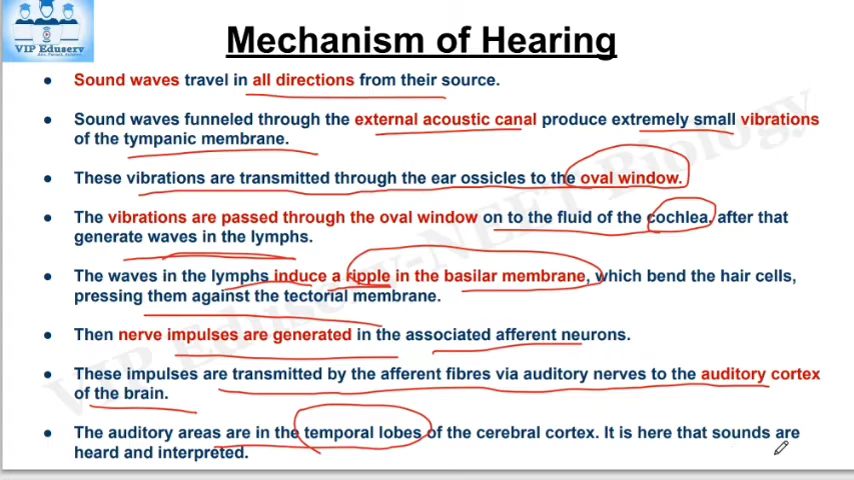 VIP Eduserv
Mechanism of Hearing
● Sound waves travel in all directions from their source.
● Sound waves funneled through the external acoustic canal produce extremely small vibrations
of the tympanic membrane.
● These vibrations are transmitted through the ear ossicles to the oval window.
● The vibrations are passed through the oval window on to the fluid of the cochlea, after that
generate waves in the lymphs.
● The waves in the lymphs induce a ripple in the basilar membrane, which bend the hair cells,
pressing them against the tectorial membrane.
● Then nerve impulses are generated in the associated afferent neurons.
● These impulses are transmitted by the afferent fibres via auditory nerves to the auditory cortex
of the brain.
● The auditory areas are in the temporal lobes of the cerebral cortex. It is here that sounds are
heard and interpreted.
VIP Eduserv-NEET Biology